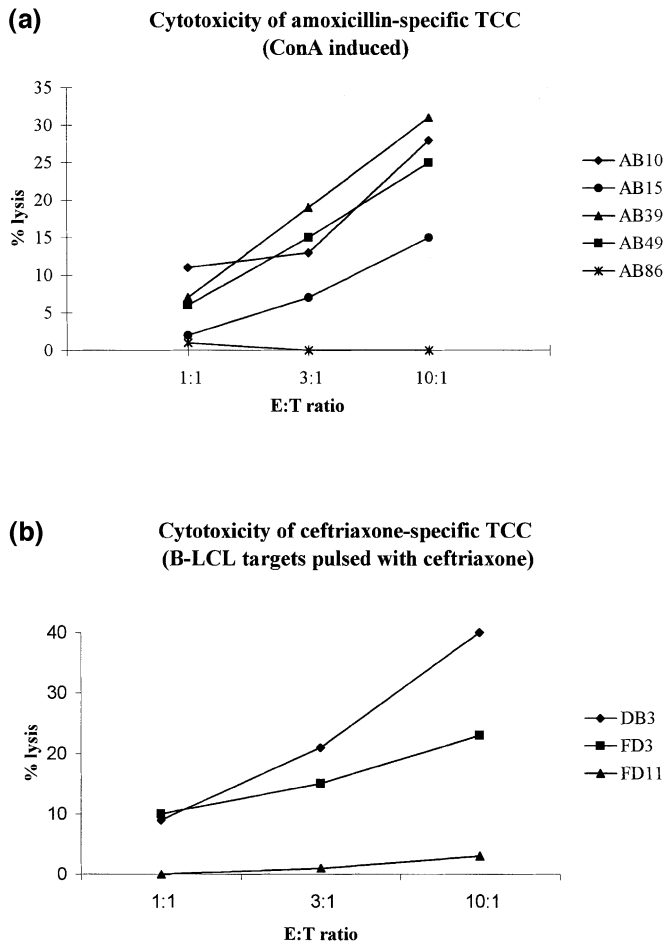 (a)
Cytotoxicity of amoxicillin-specific TCC
(ConA induced)
35
30
25
20
15
10
5
0
% lysis
1:1 3:1 10:1
E:T ratio
AB10
AB15
AB39
AB49
AB86
(b)
Cytotoxicity of ceftriaxone-specific TCC
(B-LCL targets pulsed with ceftriaxone)
40
30
20
10
0
% lysis
1:1 3:1 10:1
E:T ratio
DB3
FD3
FD11